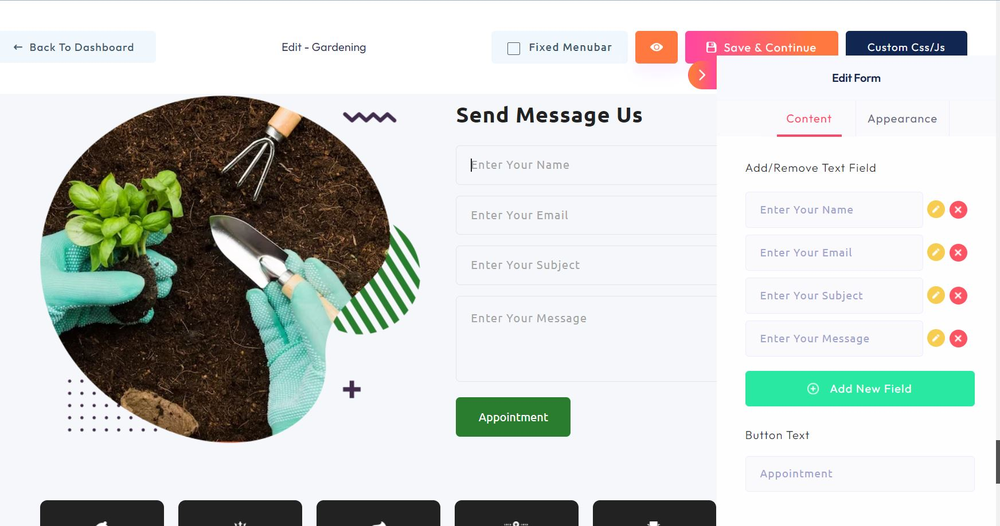 ← Back To Dashboard
Edit - Gardening
Fixed Menubar
Save & Continue
Custom Css/Js
Edit Form
Content
Appearance
Send Message Us
Enter Your Name
Enter Your Email
Enter Your Subject
Enter Your Message
Appointment
Add/Remove Text Field
Enter Your Name
Enter Your Email
Enter Your Subject
Enter Your Message
Add New Field
Button Text
Appointment